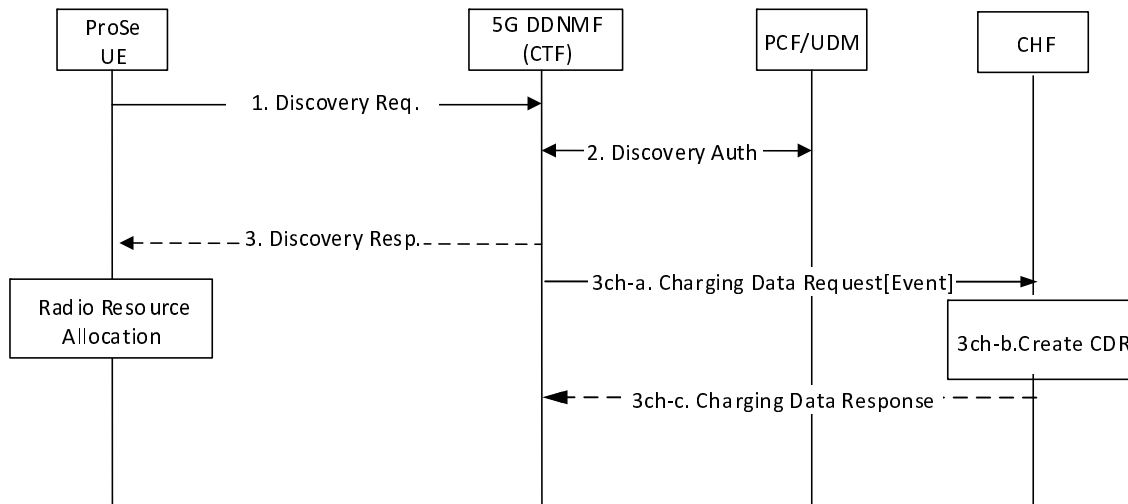 ProSe
UE
5G DDNMF
(CTF)
PCF/UDM
CHF
1. Discovery Req.
2. Discovery Auth
3. Discovery Resp.
3ch-a. Charging Data Request[Event]
Radio Resource
Allocation
3ch-b.Create CDR
3ch-c. Charging Data Response